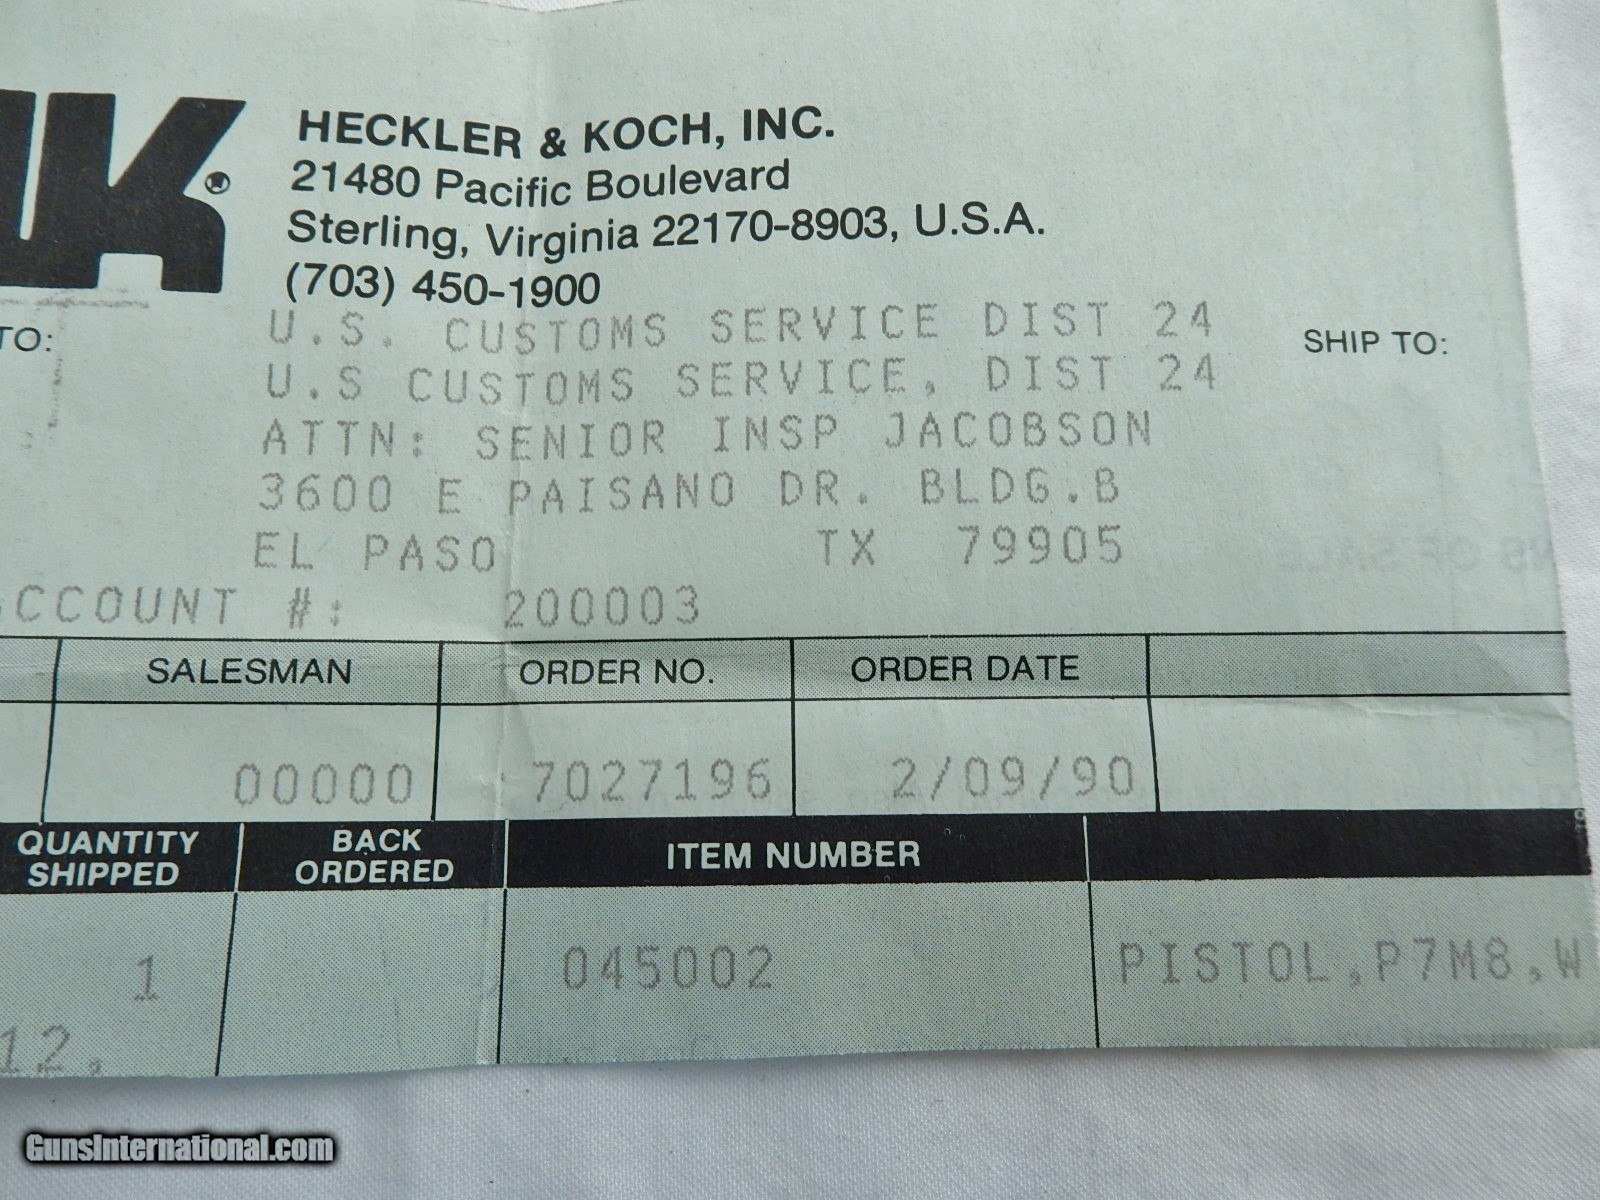 HK
HECKLER & KOCH, INC.
21480 Pacific Boulevard
Sterling, Virginia 22170-8903, U.S.A.
(703) 450-1900
TO:
U.S. CUSTOMS SERVICE DIST 24
SHIP TO:
U.S CUSTOMS SERVICE, DIST 24
ATTN: SENIOR INSP JACOBSON
3600 E PAISANO DR. BLDG.B
EL PASO TX 79905
CCOUNT #: 200003
SALESMAN ORDER NO. ORDER DATE
00000 7027196 2/09/90
QUANTITY SHIPPED BACK ORDERED ITEM NUMBER
1 045002 PISTOL,P7M8,W
12,
GunsInternational.com